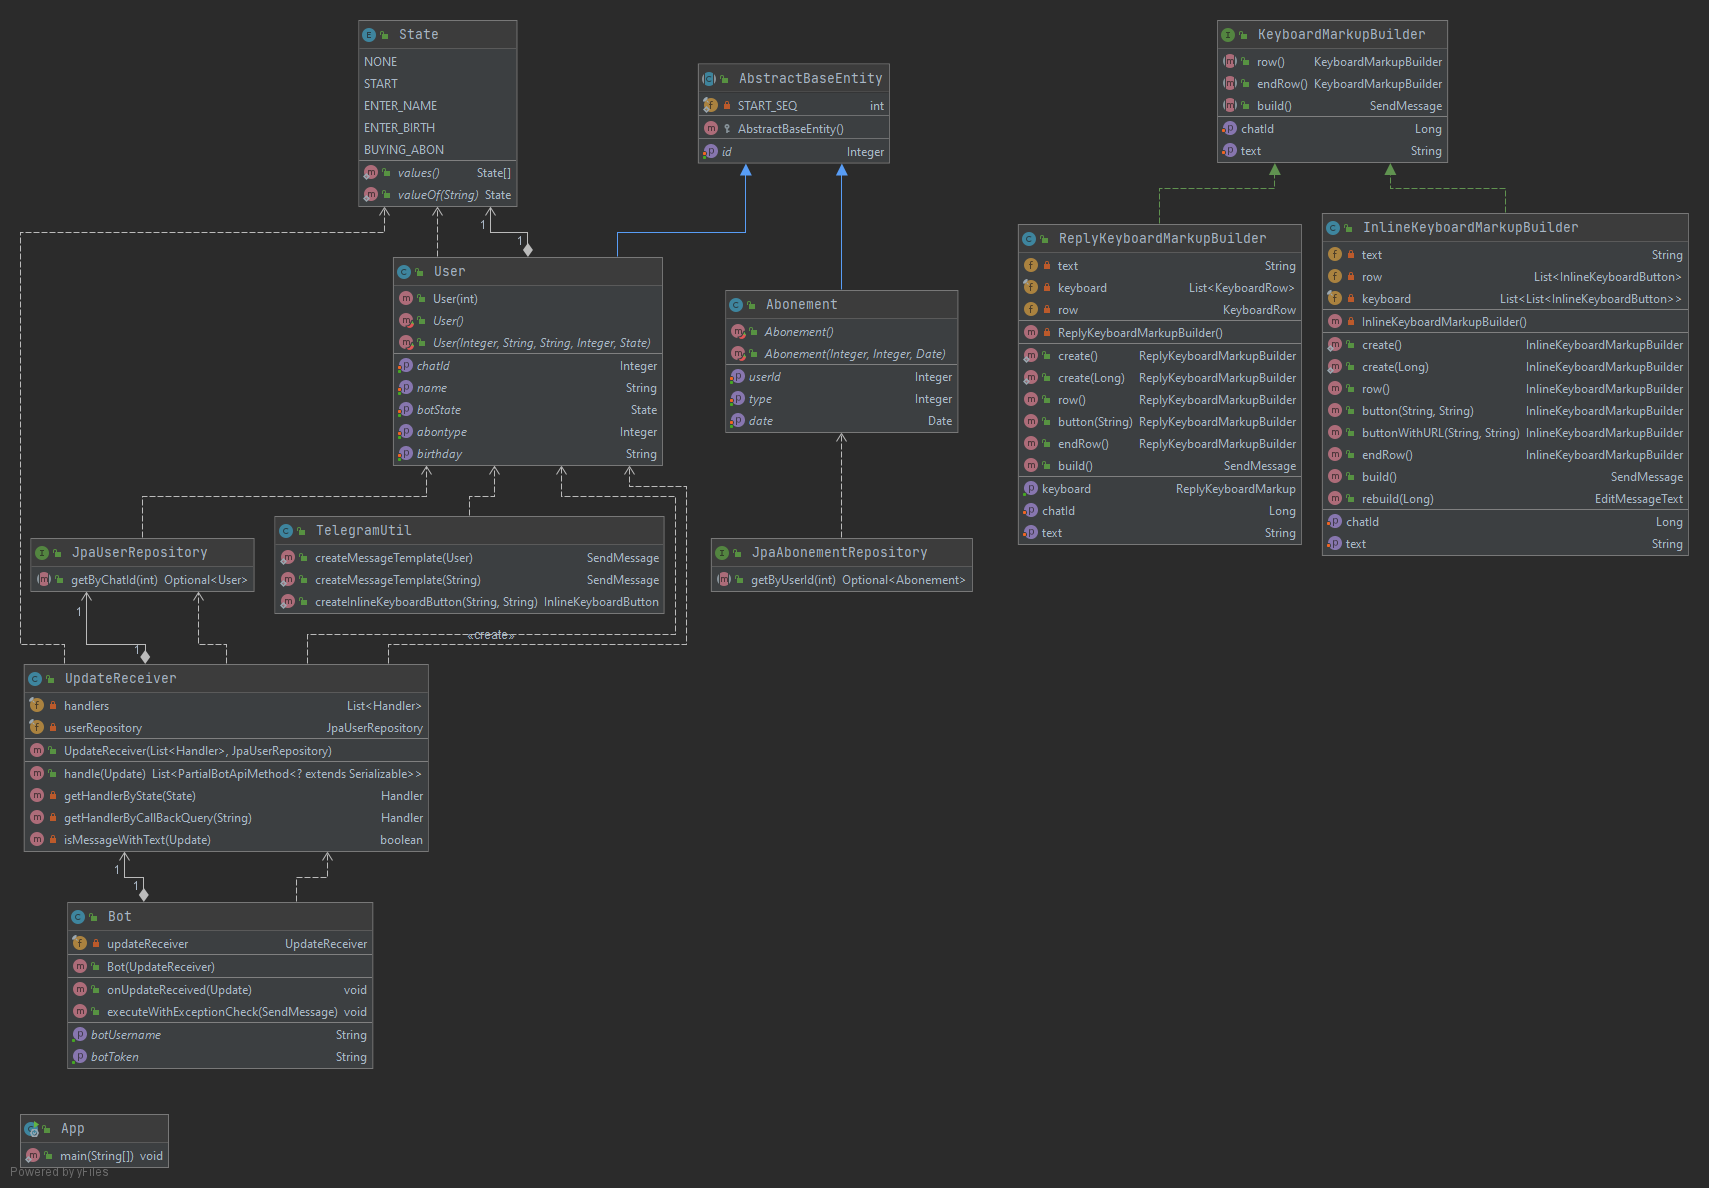 State
NONE
START
ENTER_NAME
ENTER_BIRTH
BUYING_ABON
values() State[]
valueOf(String) State
AbstractBaseEntity
START_SEQ int
AbstractBaseEntity()
id Integer
KeyboardMarkupBuilder
row() KeyboardMarkupBuilder
endRow() KeyboardMarkupBuilder
build() SendMessage
chatId Long
text String
1
1
User
User(int)
User()
User(Integer, String, String, Integer, State)
chatId Integer
name String
botState State
abontype Integer
birthday String
Abonement
Abonement()
Abonement(Integer, Integer, Date)
userId Integer
type Integer
date Date
ReplyKeyboardMarkupBuilder
text String
keyboard List<KeyboardRow>
row KeyboardRow
ReplyKeyboardMarkupBuilder()
create() ReplyKeyboardMarkupBuilder
create(Long) ReplyKeyboardMarkupBuilder
row() ReplyKeyboardMarkupBuilder
button(String) ReplyKeyboardMarkupBuilder
endRow() ReplyKeyboardMarkupBuilder
build() SendMessage
keyboard ReplyKeyboardMarkup
chatId Long
text String
InlineKeyboardMarkupBuilder
text String
row List<InlineKeyboardButton>
keyboard List<List<InlineKeyboardButton>>
InlineKeyboardMarkupBuilder()
create() InlineKeyboardMarkupBuilder
create(Long) InlineKeyboardMarkupBuilder
row() InlineKeyboardMarkupBuilder
button(String, String) InlineKeyboardMarkupBuilder
buttonWithURL(String, String) InlineKeyboardMarkupBuilder
endRow() InlineKeyboardMarkupBuilder
build() SendMessage
rebuild(Long) EditMessageText
chatId Long
text String
JpaUserRepository
getByChatId(int) Optional<User>
TelegramUtil
createMessageTemplate(User) SendMessage
createMessageTemplate(String) SendMessage
createInlineKeyboardButton(String, String) InlineKeyboardButton
JpaAbonementRepository
getByUserId(int) Optional<Abonement>
1
1
«create»
UpdateReceiver
handlers List<Handler>
userRepository JpaUserRepository
UpdateReceiver(List<Handler>, JpaUserRepository)
handle(Update) List<PartialBotApiMethod<? extends Serializable>>
getHandlerByState(State) Handler
getHandlerByCallBackQuery(String) Handler
isMessageWithText(Update) boolean
1
1
Bot
updateReceiver UpdateReceiver
Bot(UpdateReceiver)
onUpdateReceived(Update) void
executeWithExceptionCheck(SendMessage) void
botUsername String
botToken String
App
main(String[]) void
Powered by yFiles